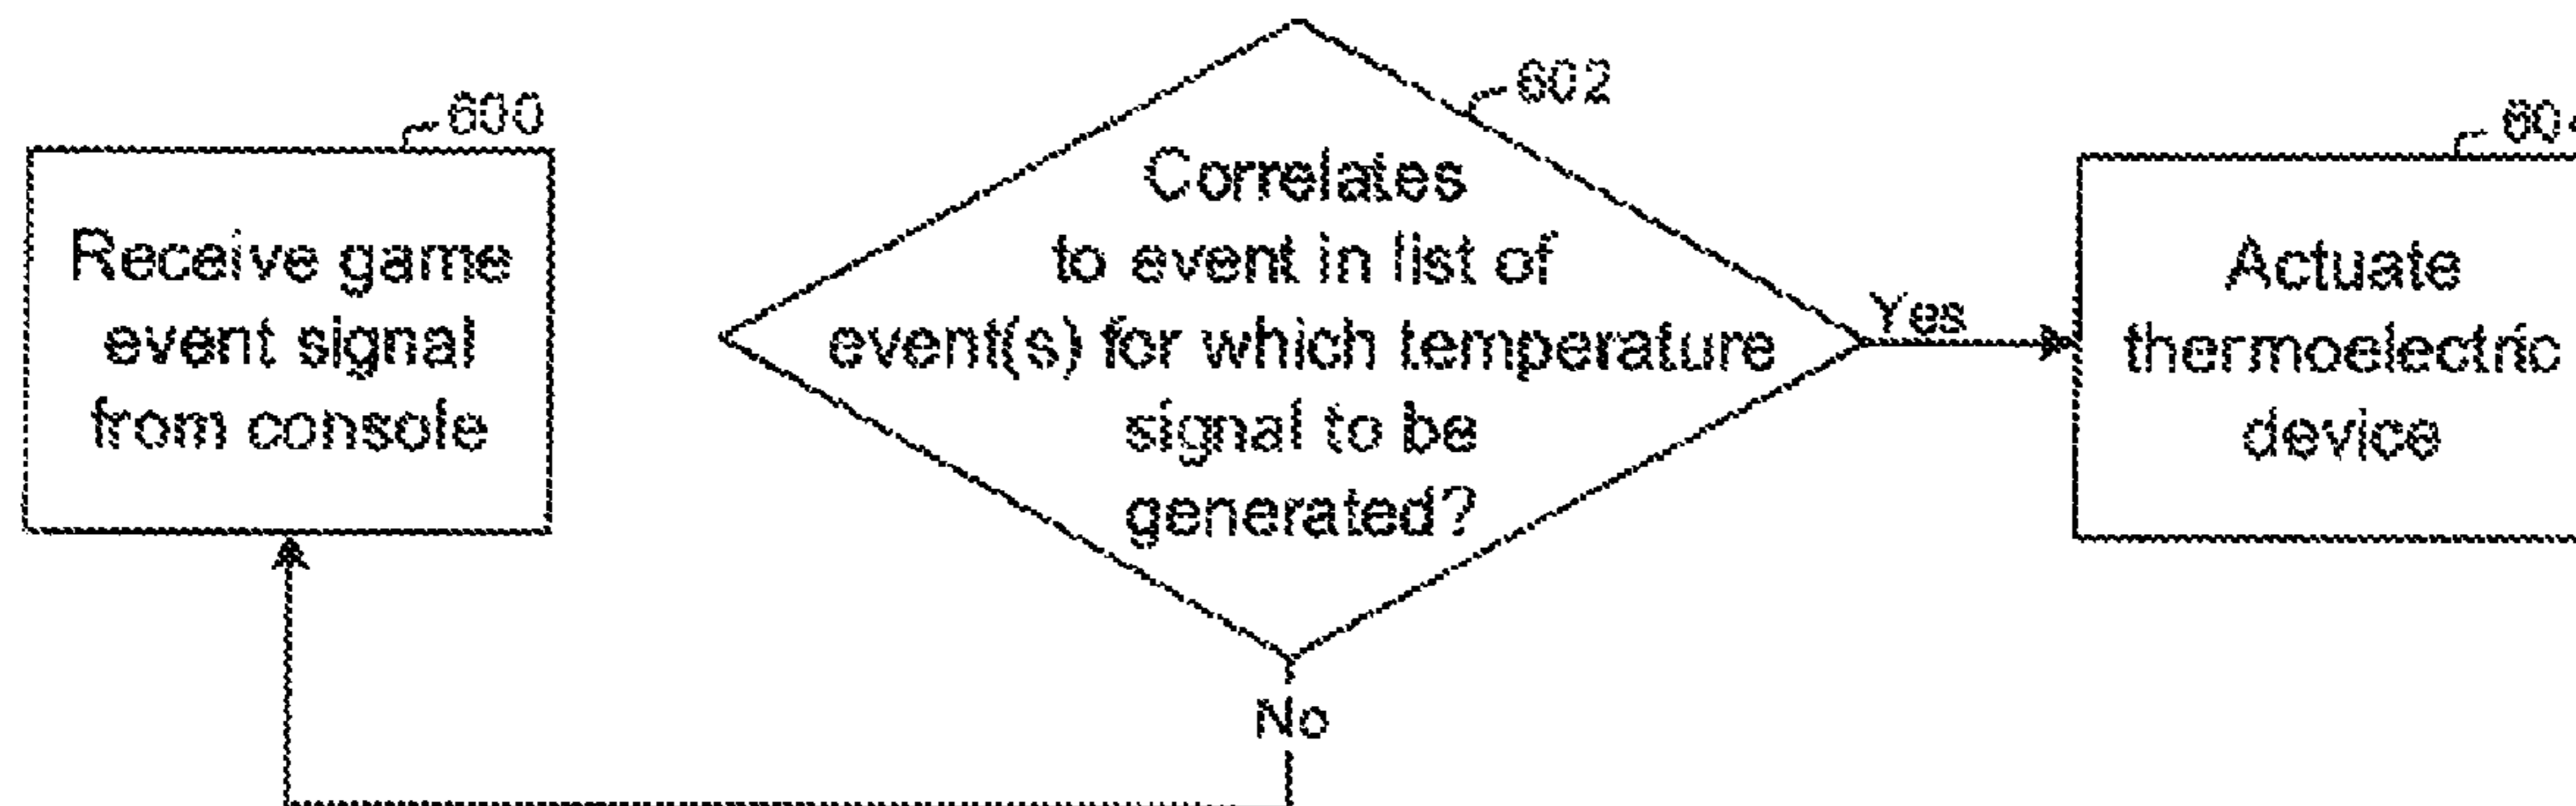 600
Receive game
event signal
from console
602
Correlates
to event in list of
event(s) for which temperature
signal to be
generated?
Yes
No
Actuate
thermoelectric
device